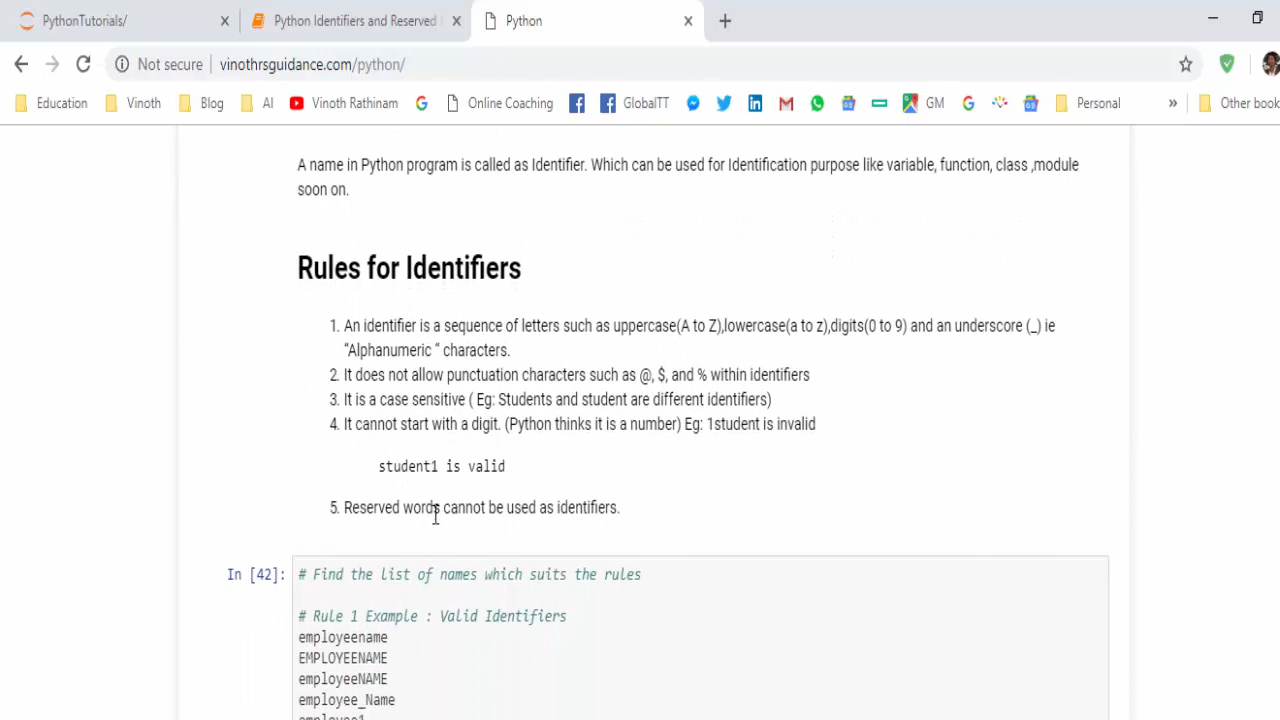 PythonTutorials/
Python Identifiers and Reserved
Python
Not secure
vinothrsguidance.com/python/
Education
Vinoth
Blog
AI
Vinoth Rathinam
Online Coaching
GlobalTT
GM
Personal
»
Other book
A name in Python program is called as Identifier. Which can be used for Identification purpose like variable, function, class ,module
soon on.
Rules for Identifiers
1. An identifier is a sequence of letters such as uppercase(A to Z),lowercase(a to z),digits(0 to 9) and an underscore (_) ie
“Alphanumeric “ characters.
2. It does not allow punctuation characters such as @, $, and % within identifiers
3. It is a case sensitive ( Eg: Students and student are different identifiers)
4. It cannot start with a digit. (Python thinks it is a number) Eg: 1student is invalid
student1 is valid
5. Reserved words cannot be used as identifiers.
In [42]:
# Find the list of names which suits the rules
# Rule 1 Example : Valid Identifiers
employeename
EMPLOYEENAME
employeeNAME
employee_Name
employee1